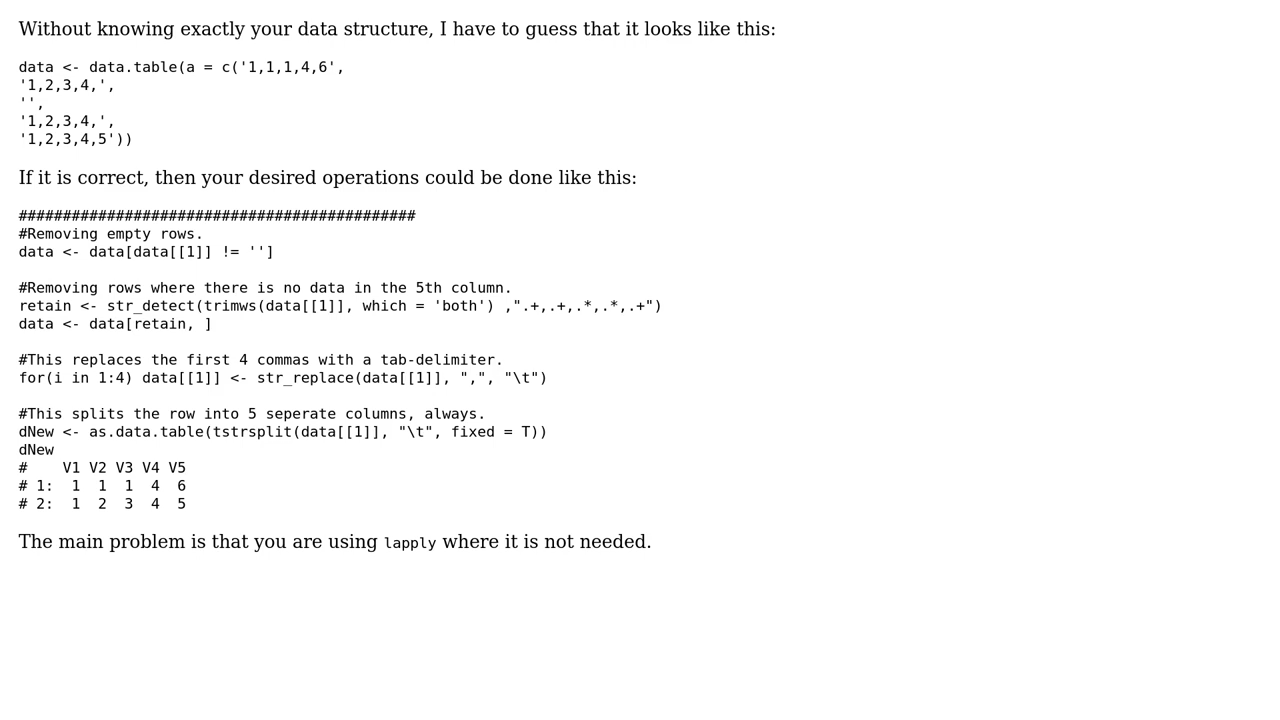 Without knowing exactly your data structure, I have to guess that it looks like this:
data <- data.table(a = c('1,1,1,4,6',
'1,2,3,4,',
'',
'1,2,3,4,',
'1,2,3,4,5'))
If it is correct, then your desired operations could be done like this:
#############################################
#Removing empty rows.
data <- data[data[[1]] != '']
#Removing rows where there is no data in the 5th column.
retain <- str_detect(trimws(data[[1]], which = 'both') ,".+,.+,.*,.*,.+")
data <- data[retain, ]
#This replaces the first 4 commas with a tab-delimiter.
for(i in 1:4) data[[1]] <- str_replace(data[[1]], ",", "\t")
#This splits the row into 5 seperate columns, always.
dNew <- as.data.table(tstrsplit(data[[1]], "\t", fixed = T))
dNew
#    V1 V2 V3 V4 V5
# 1:  1  1  1  4  6
# 2:  1  2  3  4  5
The main problem is that you are using lapply where it is not needed.